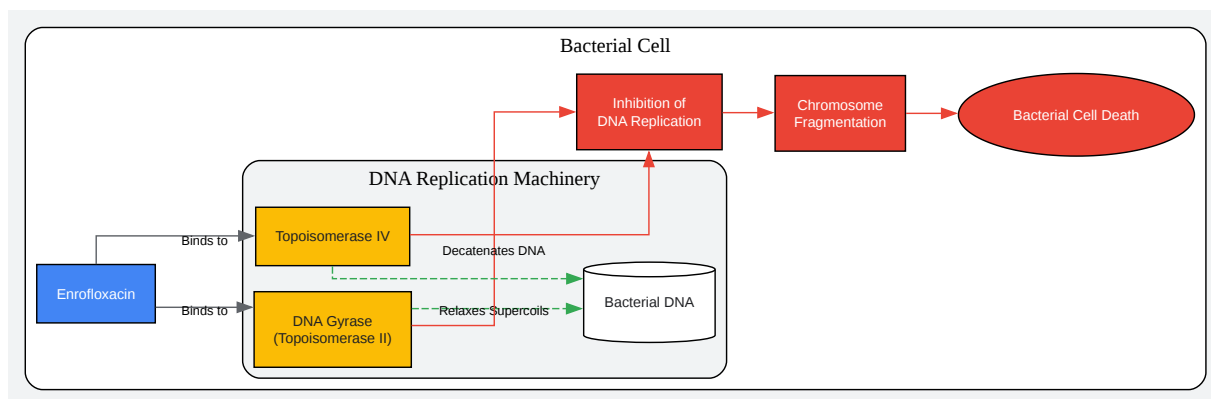 Bacterial Cell
Inhibition of
DNA Replication
Chromosome
Fragmentation
Bacterial Cell Death
DNA Replication Machinery
Topoisomerase IV
Binds to
Decatenates DNA
Enrofloxacin
Bacterial DNA
Binds to
Relaxes Supercoils
DNA Gyrase
(Topoisomerase II)